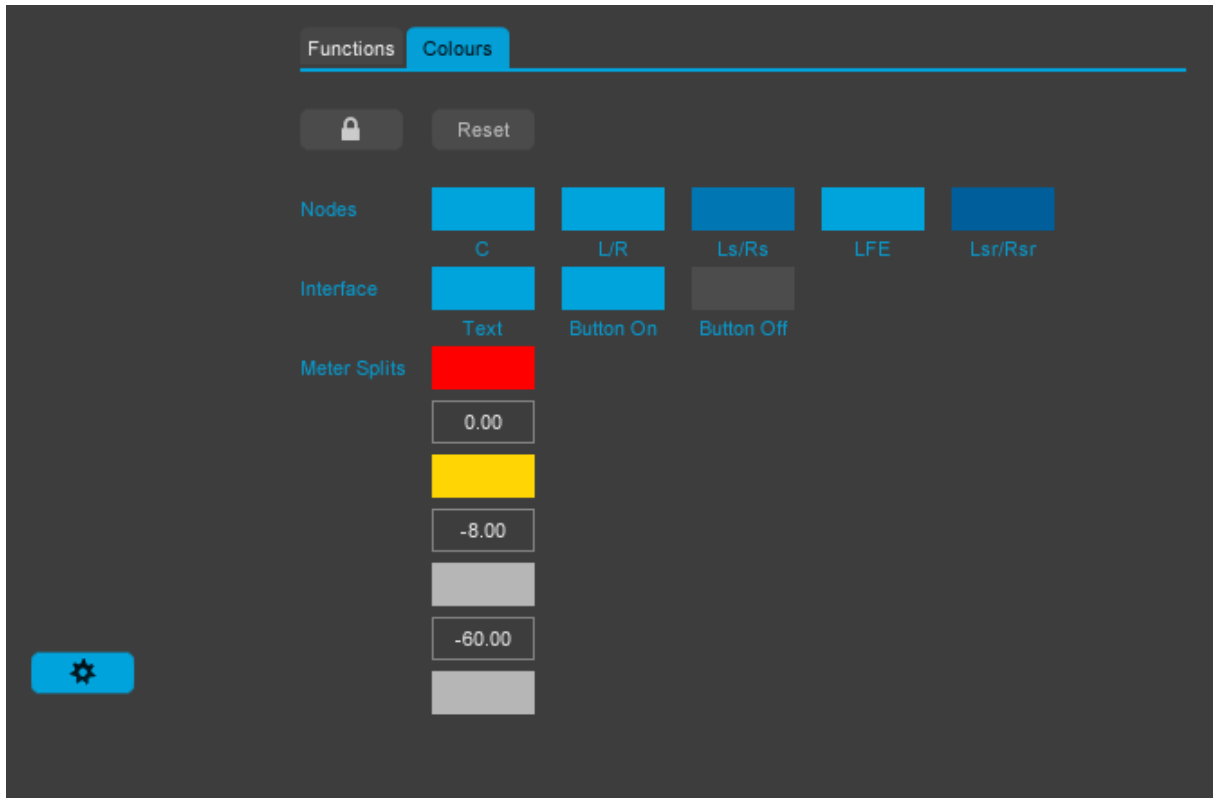 Functions Colours
Reset
Nodes
C L/R Ls/Rs LFE Lsr/Rsr
Interface
Text Button On Button Off
Meter Splits
0.00
-8.00
-60.00